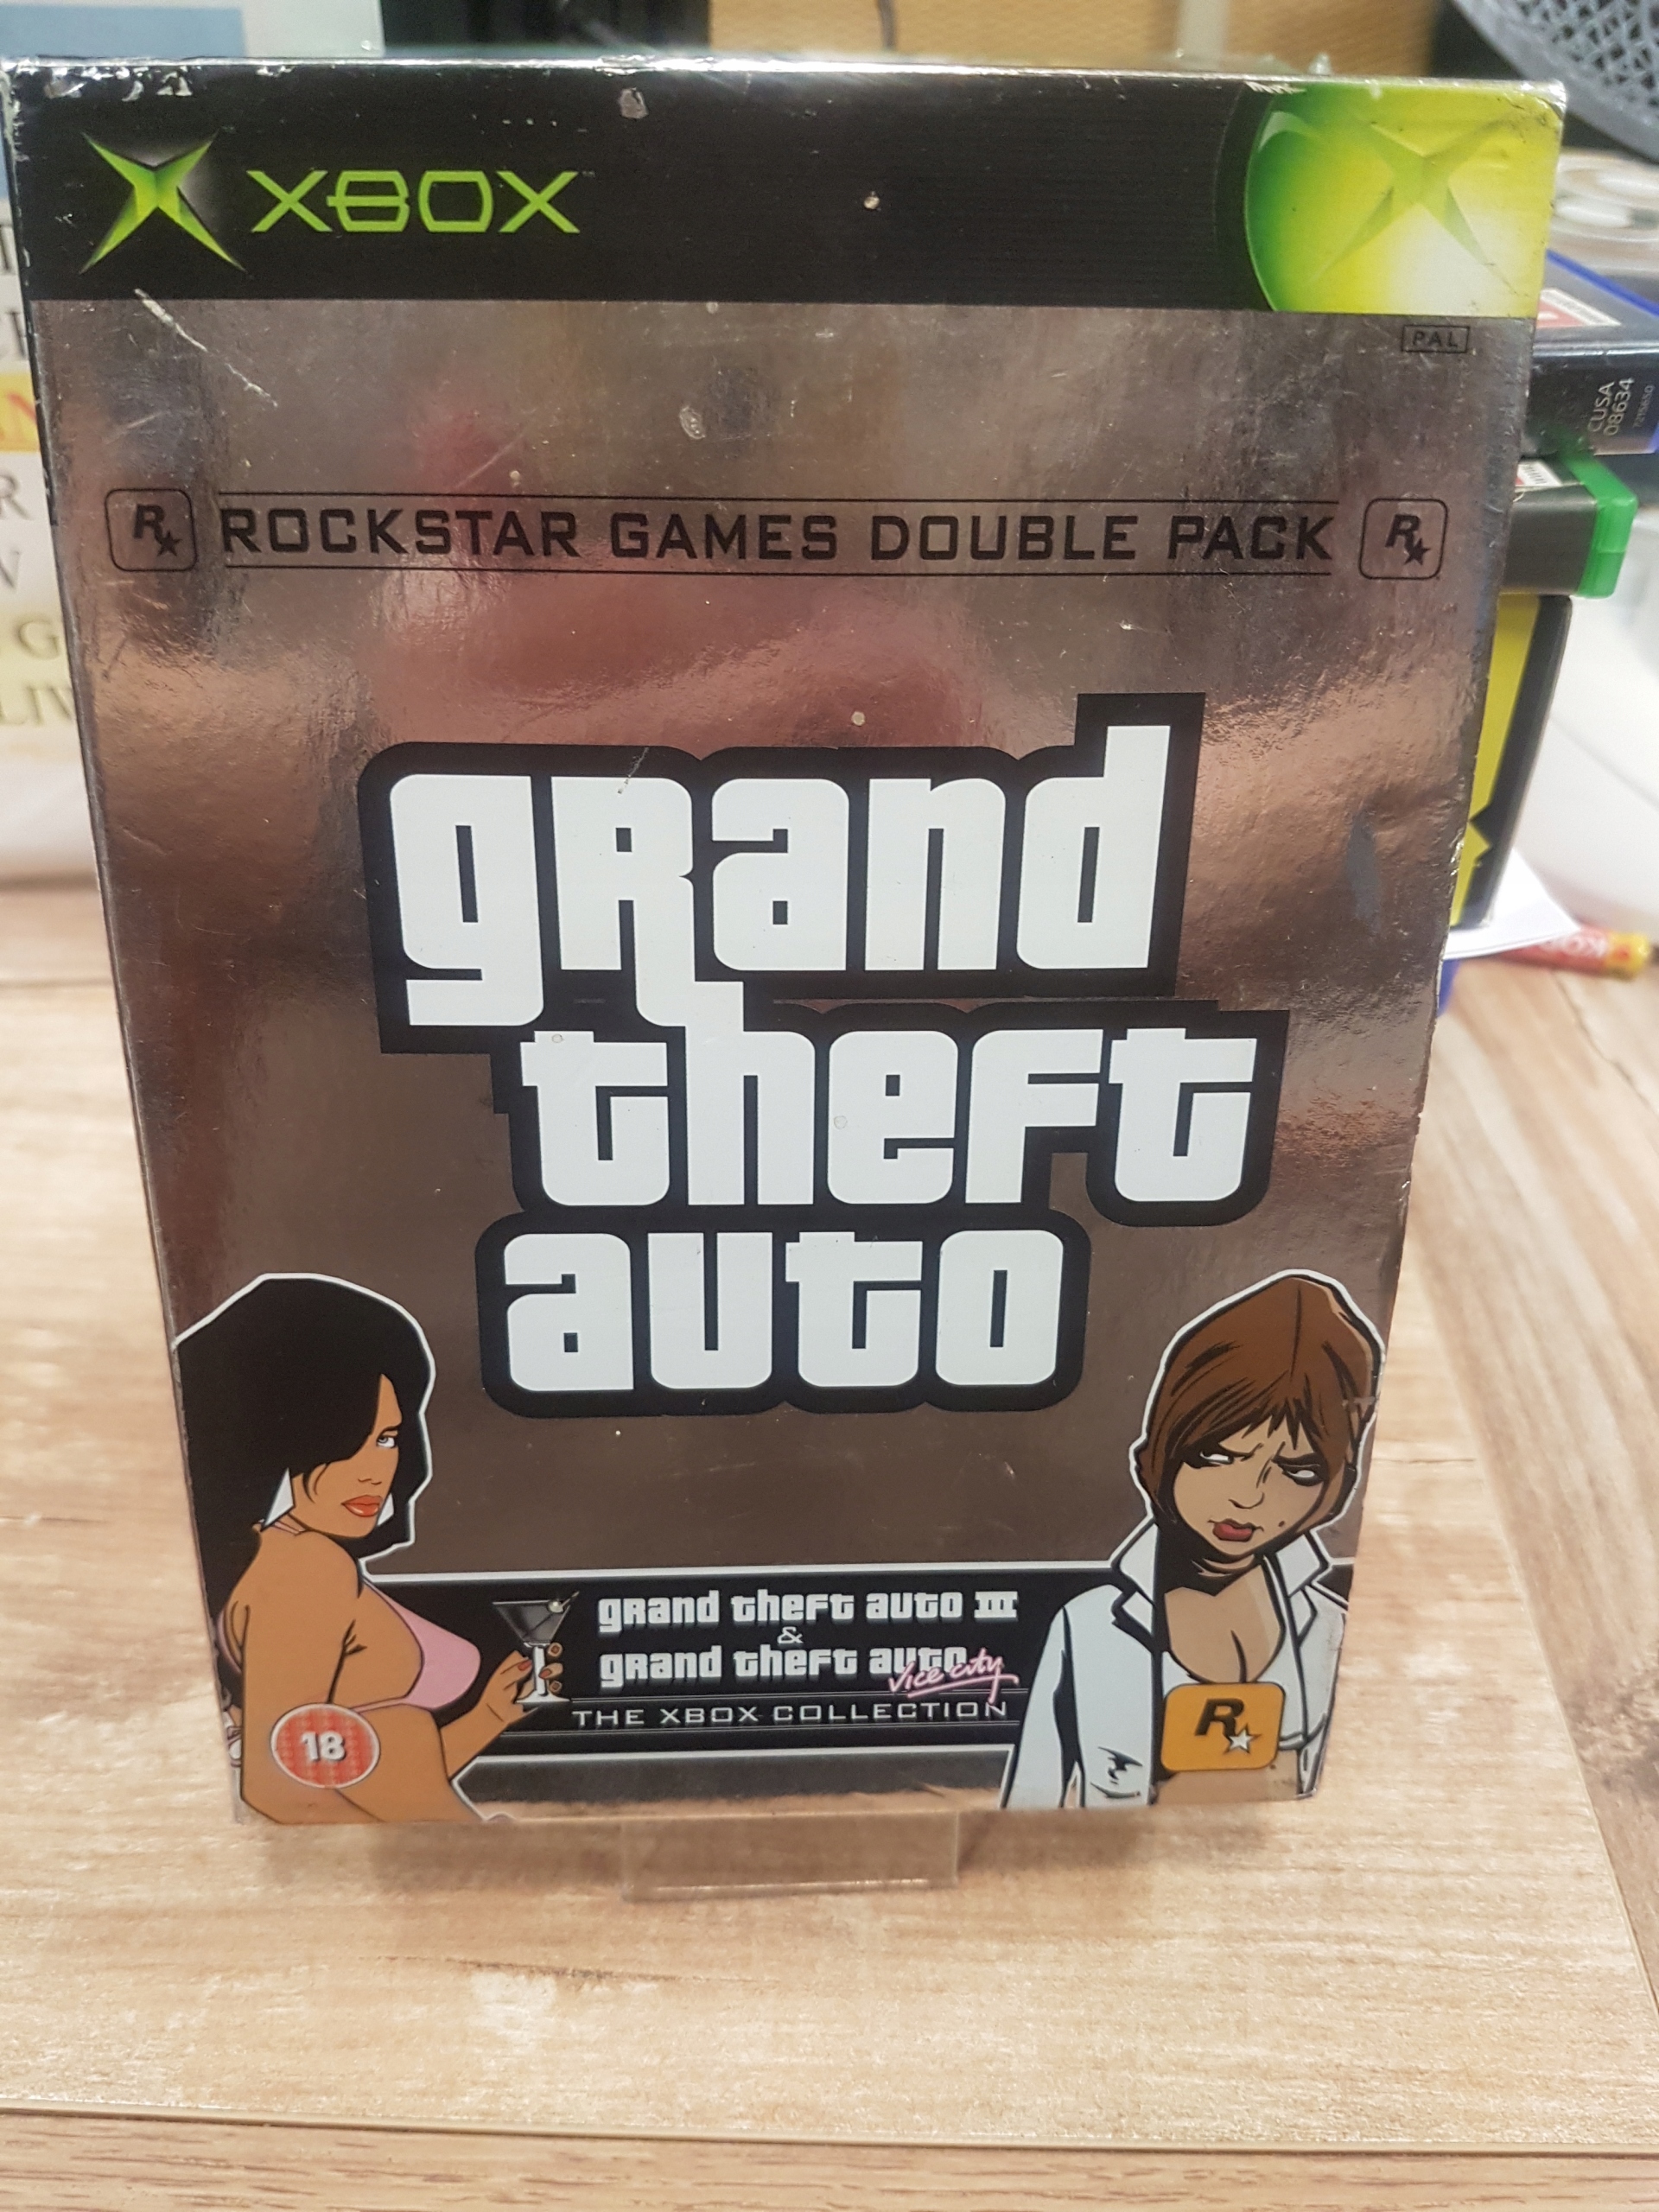 XBOX
PAL
R★ ROCKSTAR GAMES DOUBLE PACK R★
grand
theft
auto
grand theft auto III
&
grand theft auto
Vice City
THE XBOX COLLECTION
18
R★
CUSA
08634